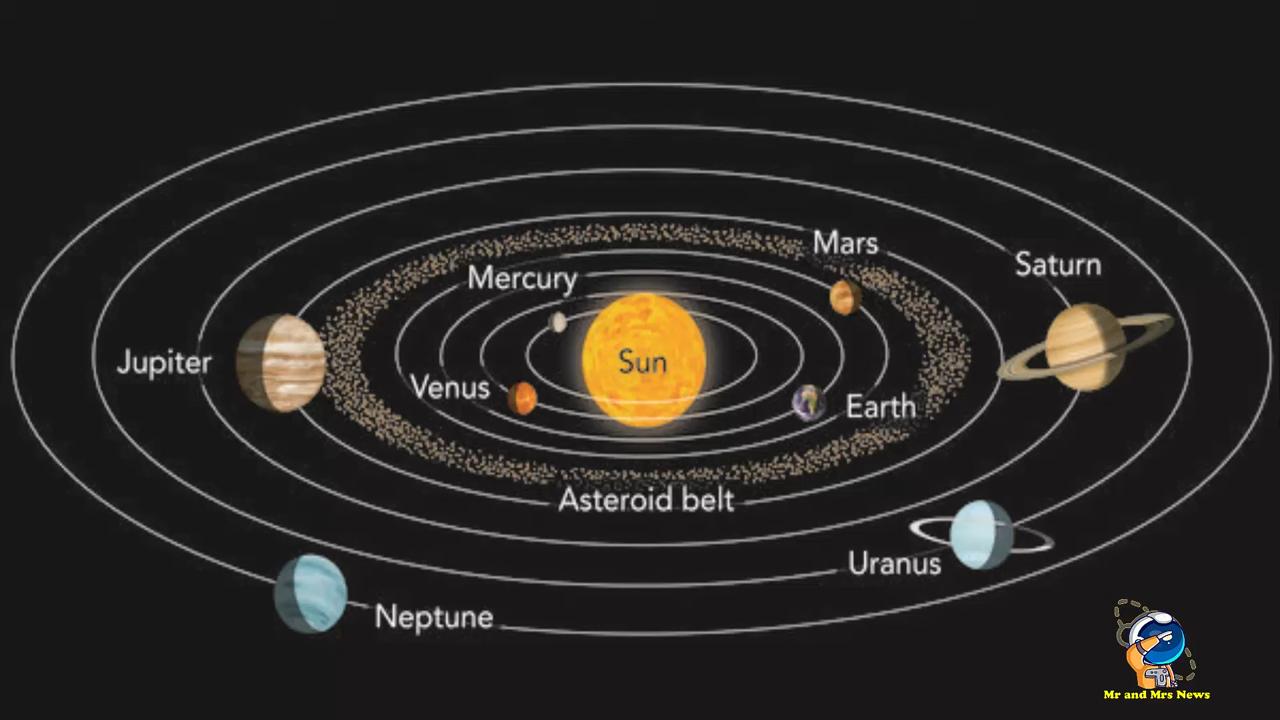 Mars
Saturn
Mercury
Sun
Jupiter
Venus
Earth
Asteroid belt
Uranus
Neptune
Mr and Mrs News